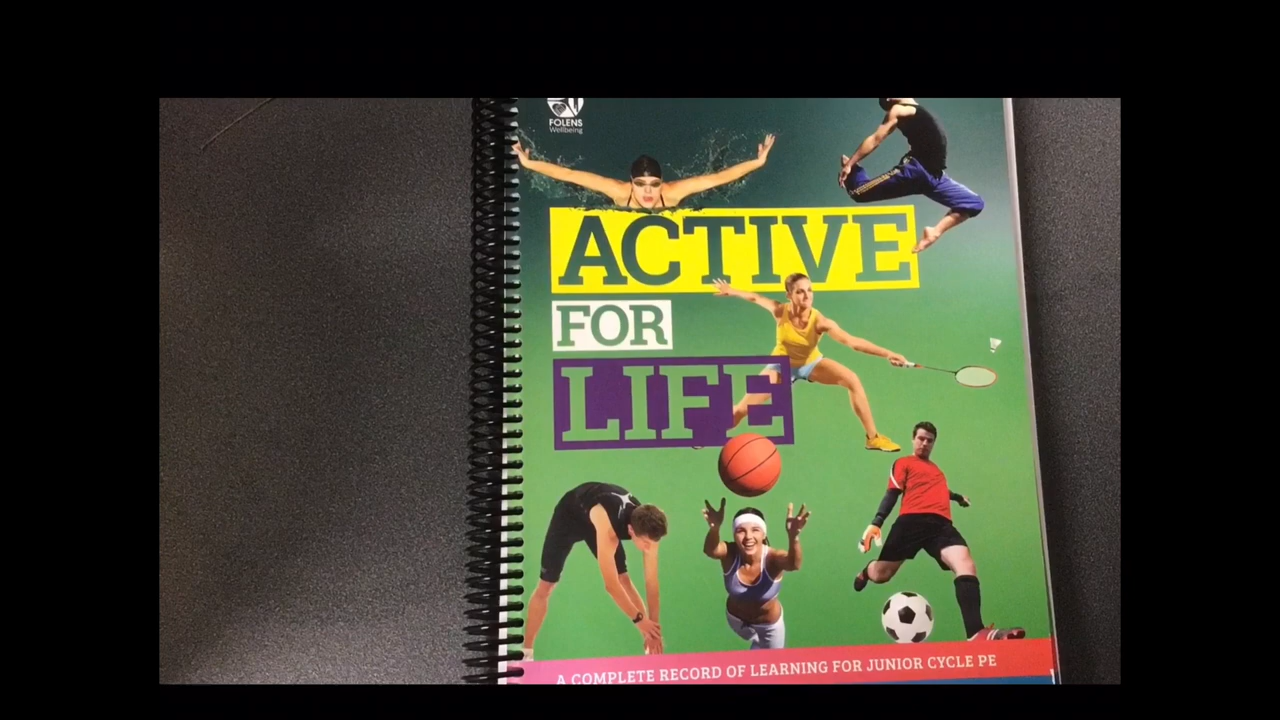 FOLENS
Wellbeing
ACTIVE
FOR
LIFE
A COMPLETE RECORD OF LEARNING FOR JUNIOR CYCLE PE